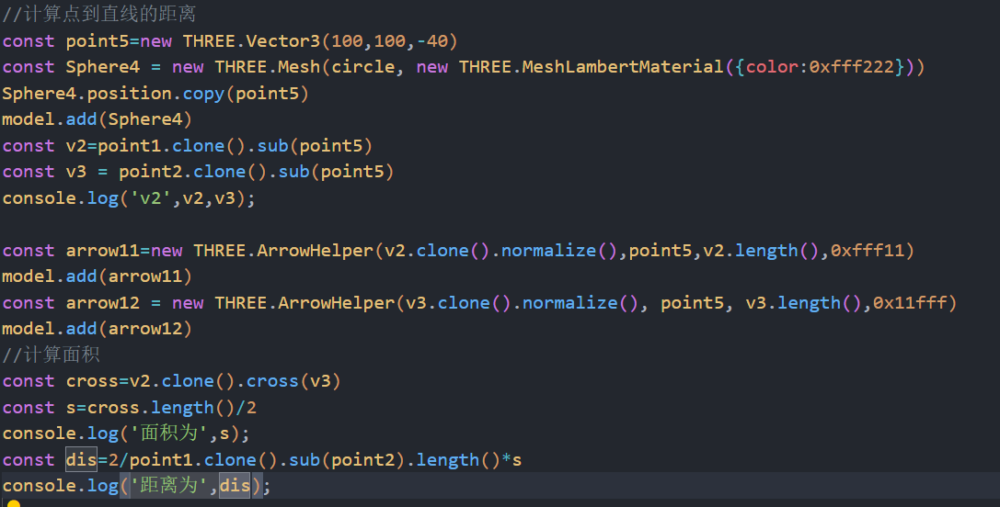 //计算点到直线的距离
const point5=new THREE.Vector3(100,100,-40)
const Sphere4 = new THREE.Mesh(circle, new THREE.MeshLambertMaterial({color:0xfff222}))
Sphere4.position.copy(point5)
model.add(Sphere4)
const v2=point1.clone().sub(point5)
const v3 = point2.clone().sub(point5)
console.log('v2',v2,v3);
const arrow11=new THREE.ArrowHelper(v2.clone().normalize(),point5,v2.length(),0xfff11)
model.add(arrow11)
const arrow12 = new THREE.ArrowHelper(v3.clone().normalize(), point5, v3.length(),0x11fff)
model.add(arrow12)
//计算面积
const cross=v2.clone().cross(v3)
const s=cross.length()/2
console.log('面积为',s);
const dis=2/point1.clone().sub(point2).length()*s
console.log('距离为',dis);